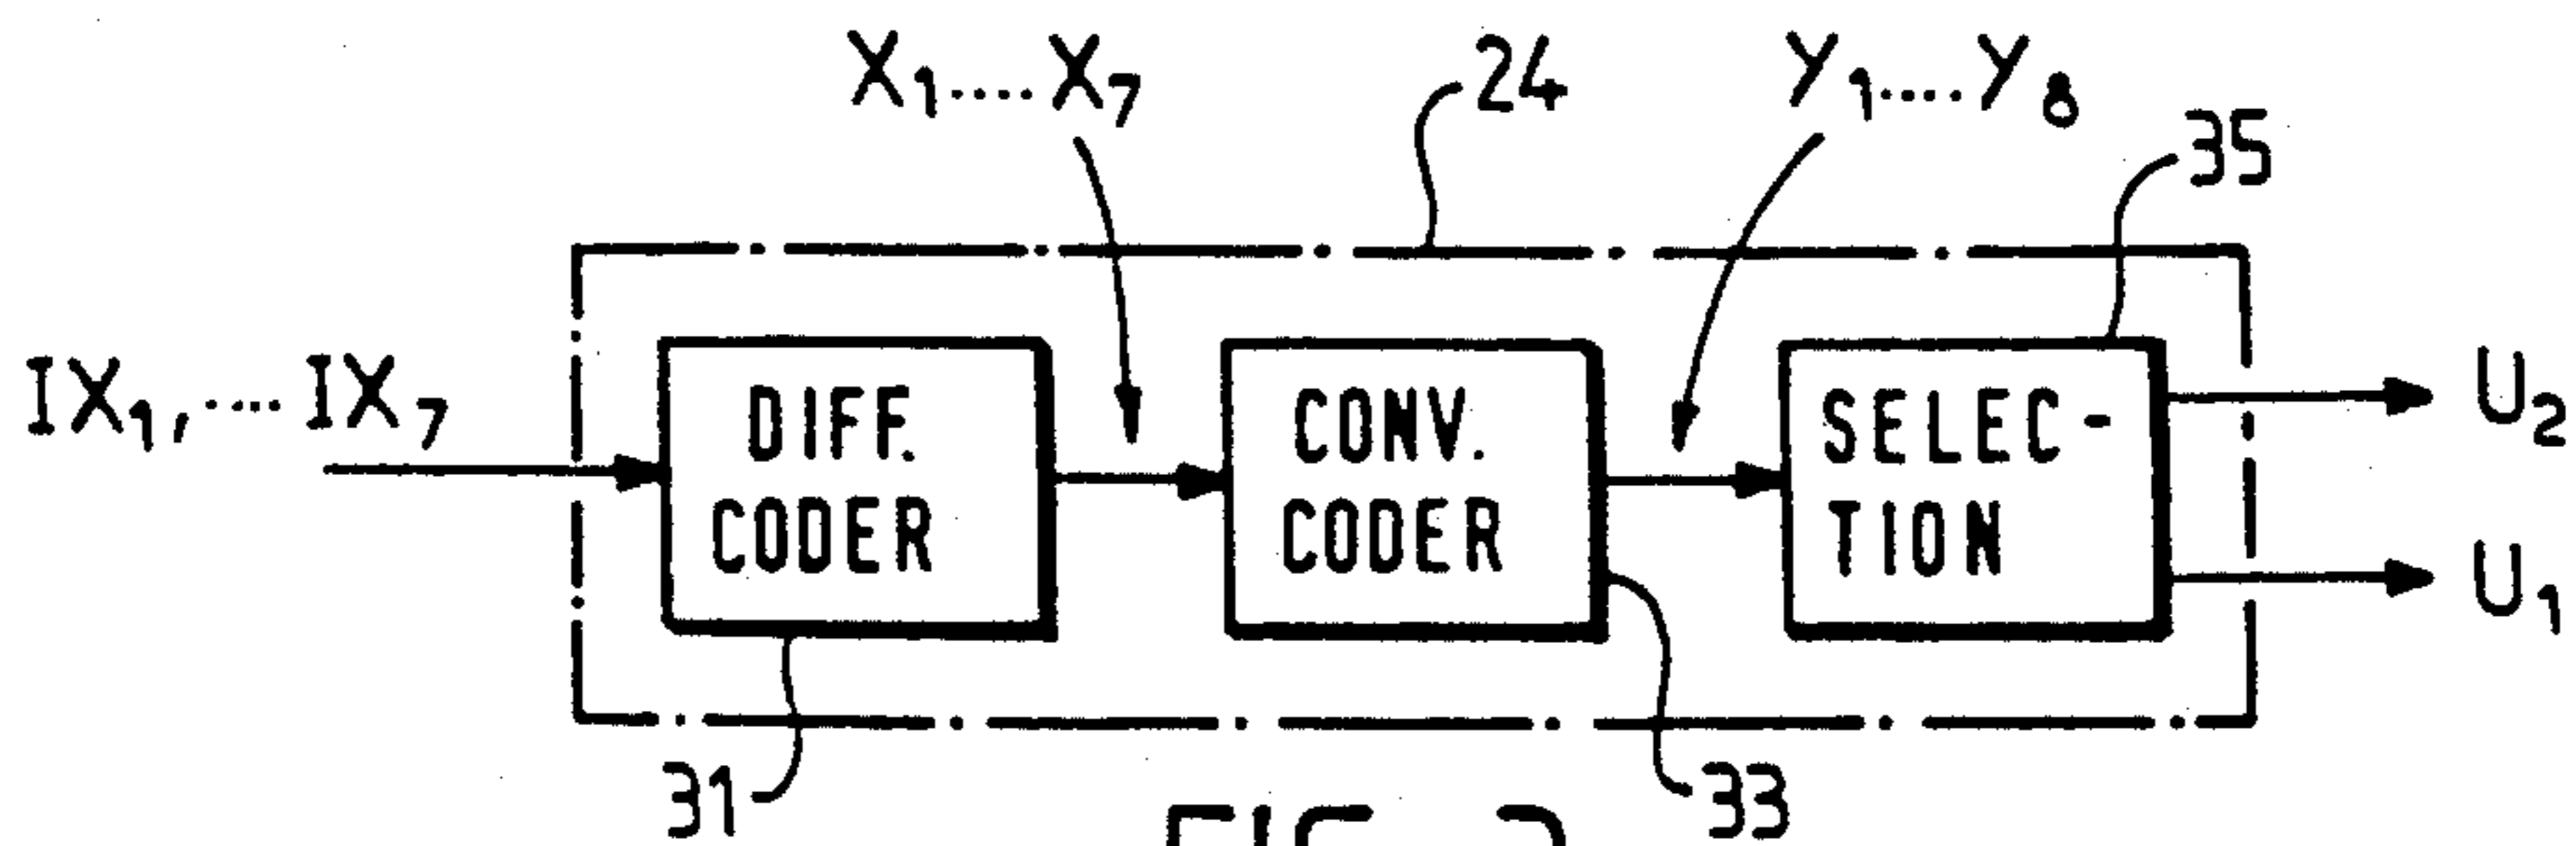 X1....X7
24
Y1....Y8
35
IX1,....IX7
DIFF.
CODER
CONV.
CODER
SELEC-
TION
U2
U1
31
33